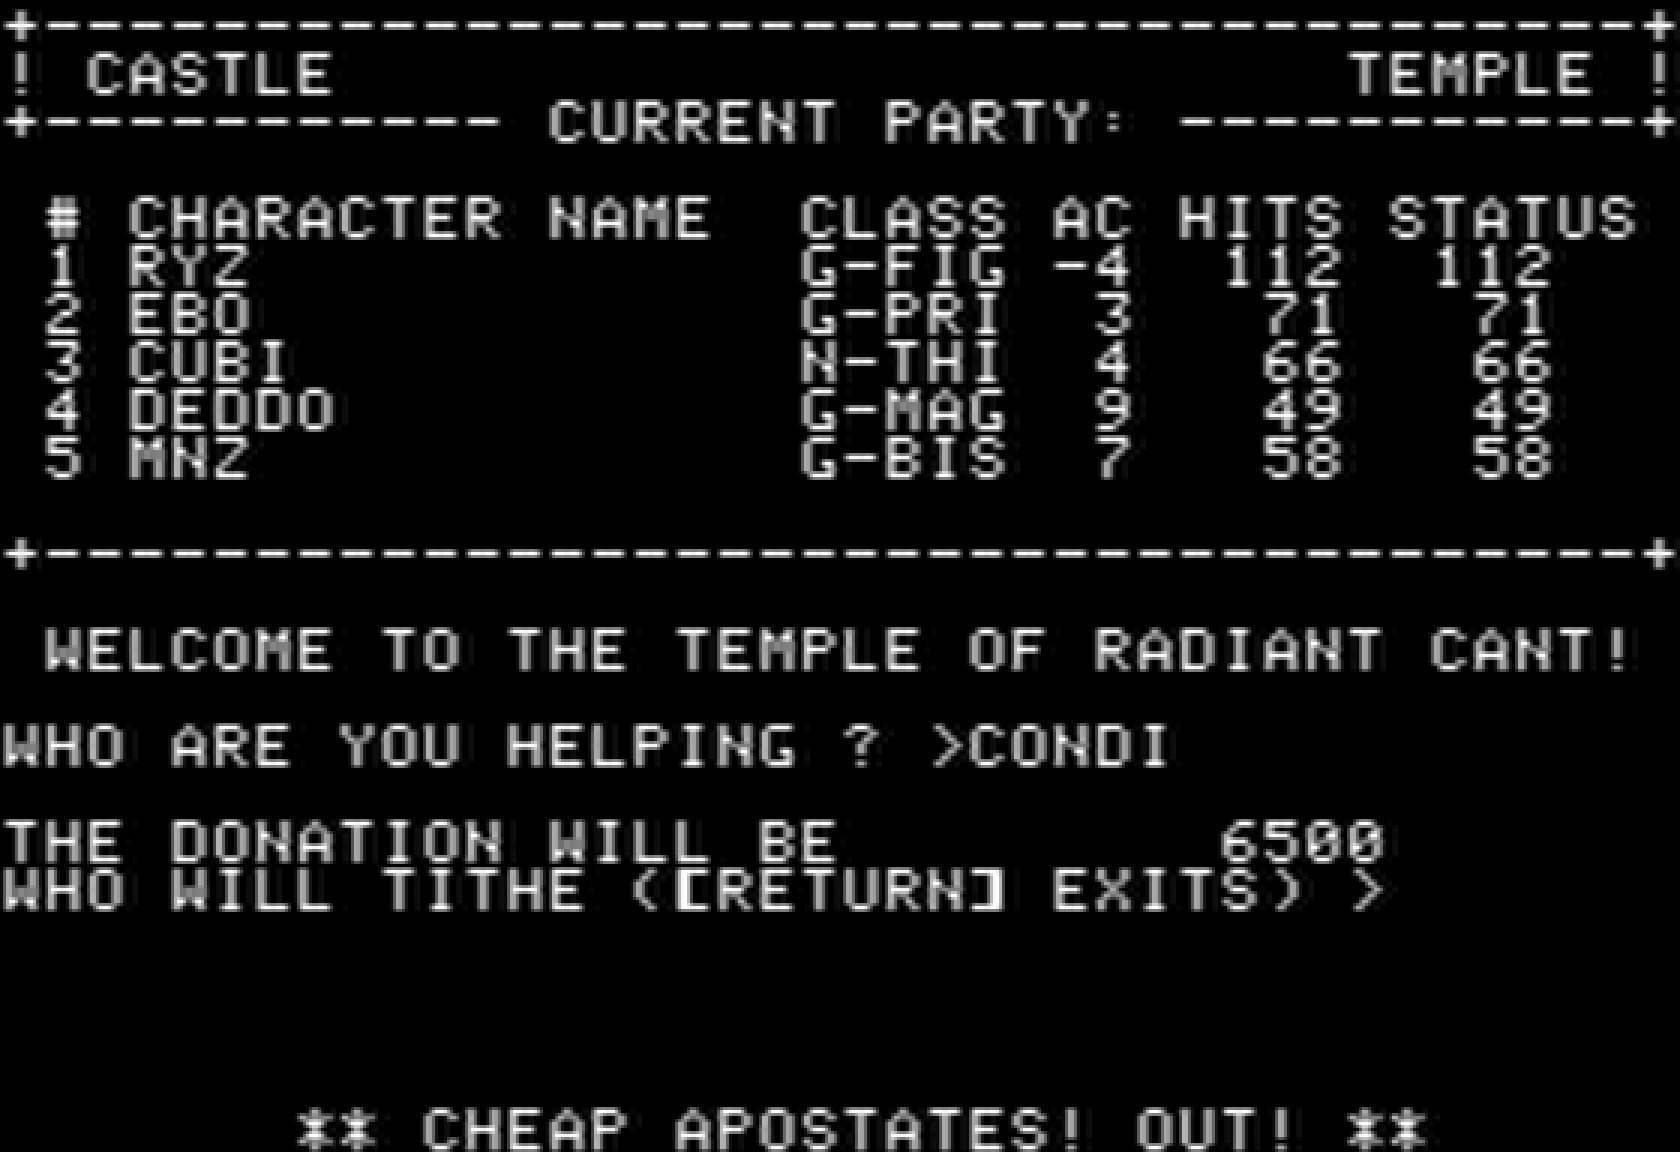 +--------------------------------------+
! CASTLE                        TEMPLE !
+----------- CURRENT PARTY: -----------+
# CHARACTER NAME  CLASS AC HITS STATUS
1 RYZ             G-FIG -4  112  112
2 EBO             G-PRI  3   71   71
3 CUBI            N-THI  4   66   66
4 DEDDO           G-MAG  9   49   49
5 MNZ             G-BIS  7   58   58
+--------------------------------------+
WELCOME TO THE TEMPLE OF RADIANT CANT!
WHO ARE YOU HELPING ? >CONDI
THE DONATION WILL BE         6500
WHO WILL TITHE ([RETURN] EXITS) >
** CHEAP APOSTATES! OUT! **